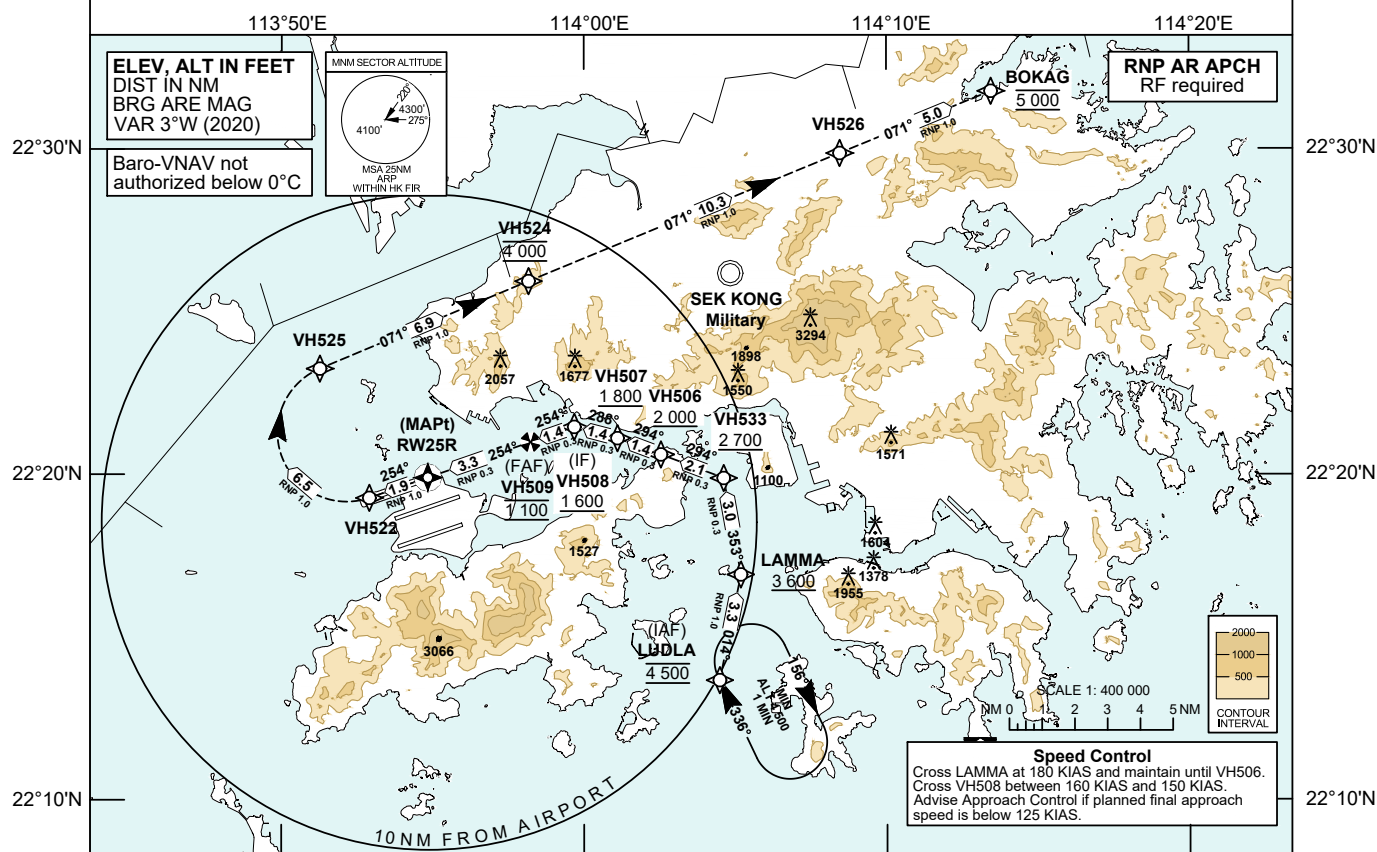 113°50'E
114°00'E
114°10'E
114°20'E
ELEV, ALT IN FEET
DIST IN NM
BRG ARE MAG
VAR 3°W (2020)
Baro-VNAV not
authorized below 0°C
MNM SECTOR ALTITUDE
220°
4300'
275°
4100'
MSA 25NM
ARP
WITHIN HK FIR
RNP AR APCH
RF required
BOKAG
5 000
071° 5.0
RNP 1.0
VH526
22°30'N
22°30'N
071° 10.3
RNP 1.0
VH524
4 000
SEK KONG
Military
3294
071° 6.9
RNP 1.0
VH525
2057
1677
1898
1550
VH507
1 800
VH506
2 000
VH533
2 700
1571
(MAPt)
RW25R
254°
1.4
RNP 0.3
286°
1.4
RNP 0.3
294°
1.4
RNP 0.3
294°
2.1
RNP 0.3
254°
3.3
RNP 0.3
254°
1.9
RNP 1.0
6.5
RNP 1.0
22°20'N
22°20'N
1100
(FAF)
VH509
1 100
(IF)
VH508
1 600
VH522
3.0 353°
RNP 0.3
1604
1378
1955
1527
LAMMA
3 600
3.3 014°
RNP 1.0
3066
(IAF)
LUDLA
4 500
156°
1 MIN
MIN
ALT 4500
336°
2000
1000
500
CONTOUR
INTERVAL
SCALE 1: 400 000
NM 0 1 2 3 4 5 NM
22°10'N
22°10'N
10NM FROM AIRPORT
Speed Control
Cross LAMMA at 180 KIAS and maintain until VH506.
Cross VH508 between 160 KIAS and 150 KIAS.
Advise Approach Control if planned final approach
speed is below 125 KIAS.